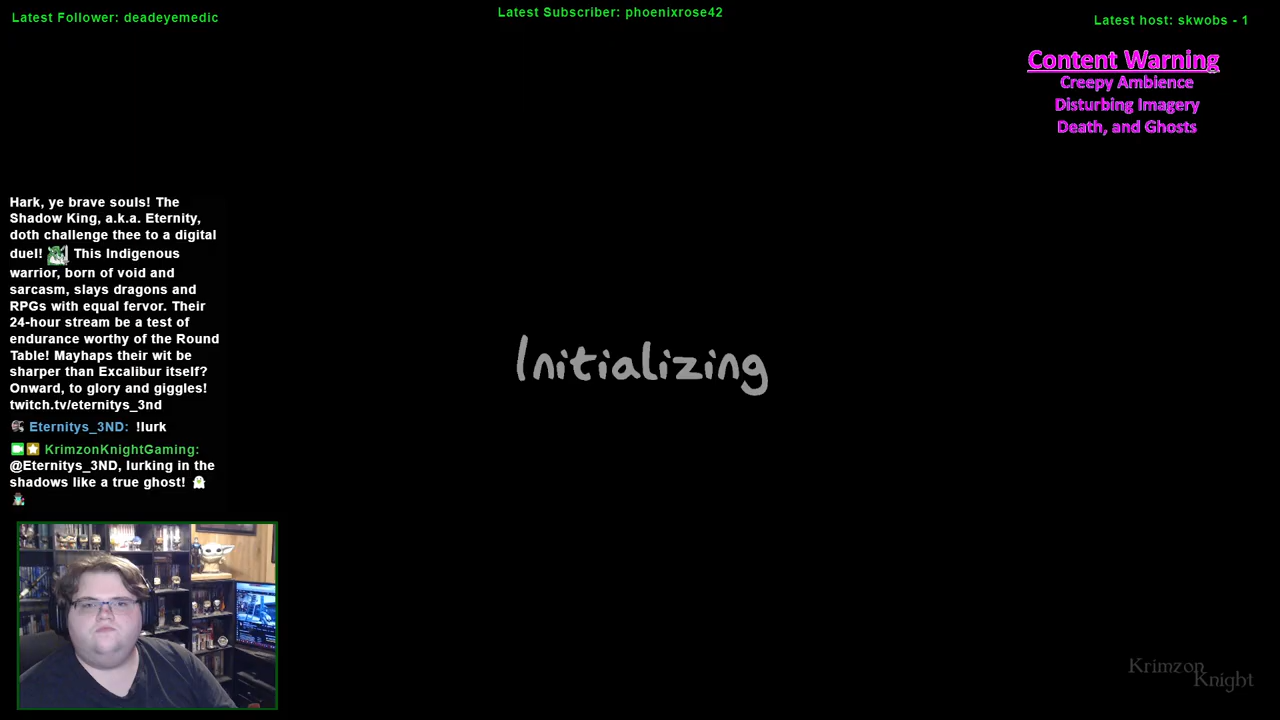 Latest Follower: deadeyemedic
Latest Subscriber: phoenixrose42
Latest host: skwobs - 1
Content Warning
Creepy Ambience
Disturbing Imagery
Death, and Ghosts
Hark, ye brave souls! The
Shadow King, a.k.a. Eternity,
doth challenge thee to a digital
duel! This Indigenous
warrior, born of void and
sarcasm, slays dragons and
RPGs with equal fervor. Their
24-hour stream be a test of
endurance worthy of the Round
Table! Mayhaps their wit be
sharper than Excalibur itself?
Onward, to glory and giggles!
twitch.tv/eternitys_3nd
Eternitys_3ND: !lurk
KrimzonKnightGaming:
@Eternitys_3ND, lurking in the
shadows like a true ghost!
Initializing
Krimzon
Knight